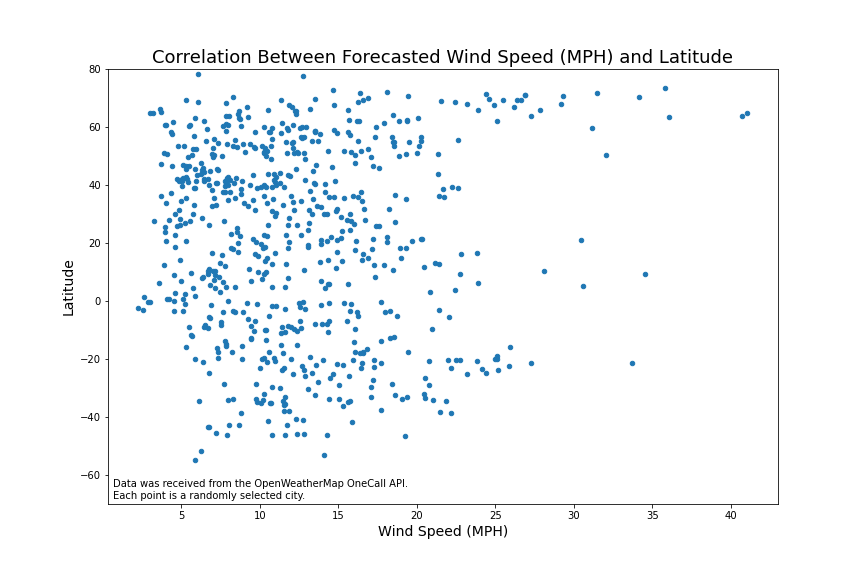 Correlation Between Forecasted Wind Speed (MPH) and Latitude
80
60
40
20
0
−20
−40
−60
Latitude
Data was received from the OpenWeatherMap OneCall API.
Each point is a randomly selected city.
5 10 15 20 25 30 35 40
Wind Speed (MPH)